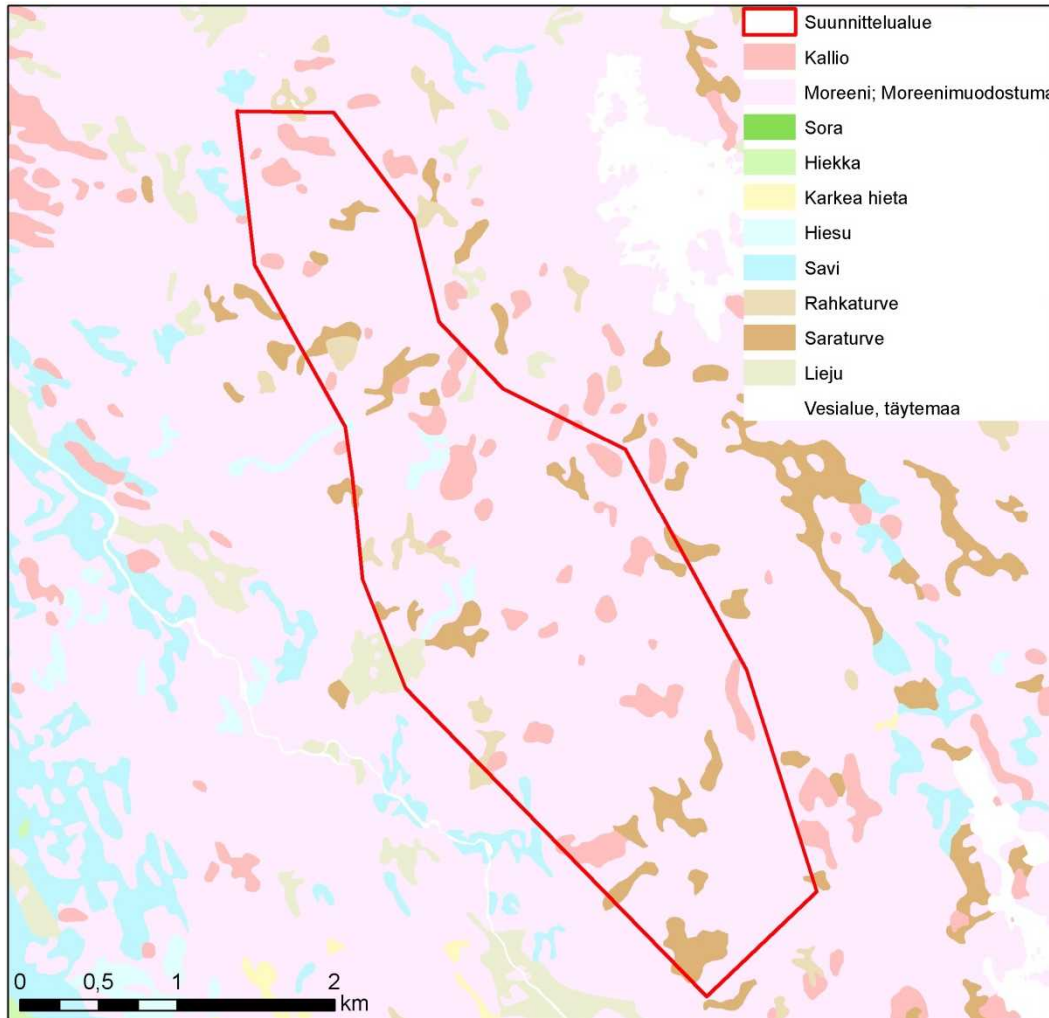 Suunnittelualue
Kallio
Moreeni; Moreenimuodostuma
Sora
Hiekka
Karkea hieta
Hiesu
Savi
Rahkaturve
Saraturve
Lieju
Vesialue, täytemaa
0 0,5 1 2
km